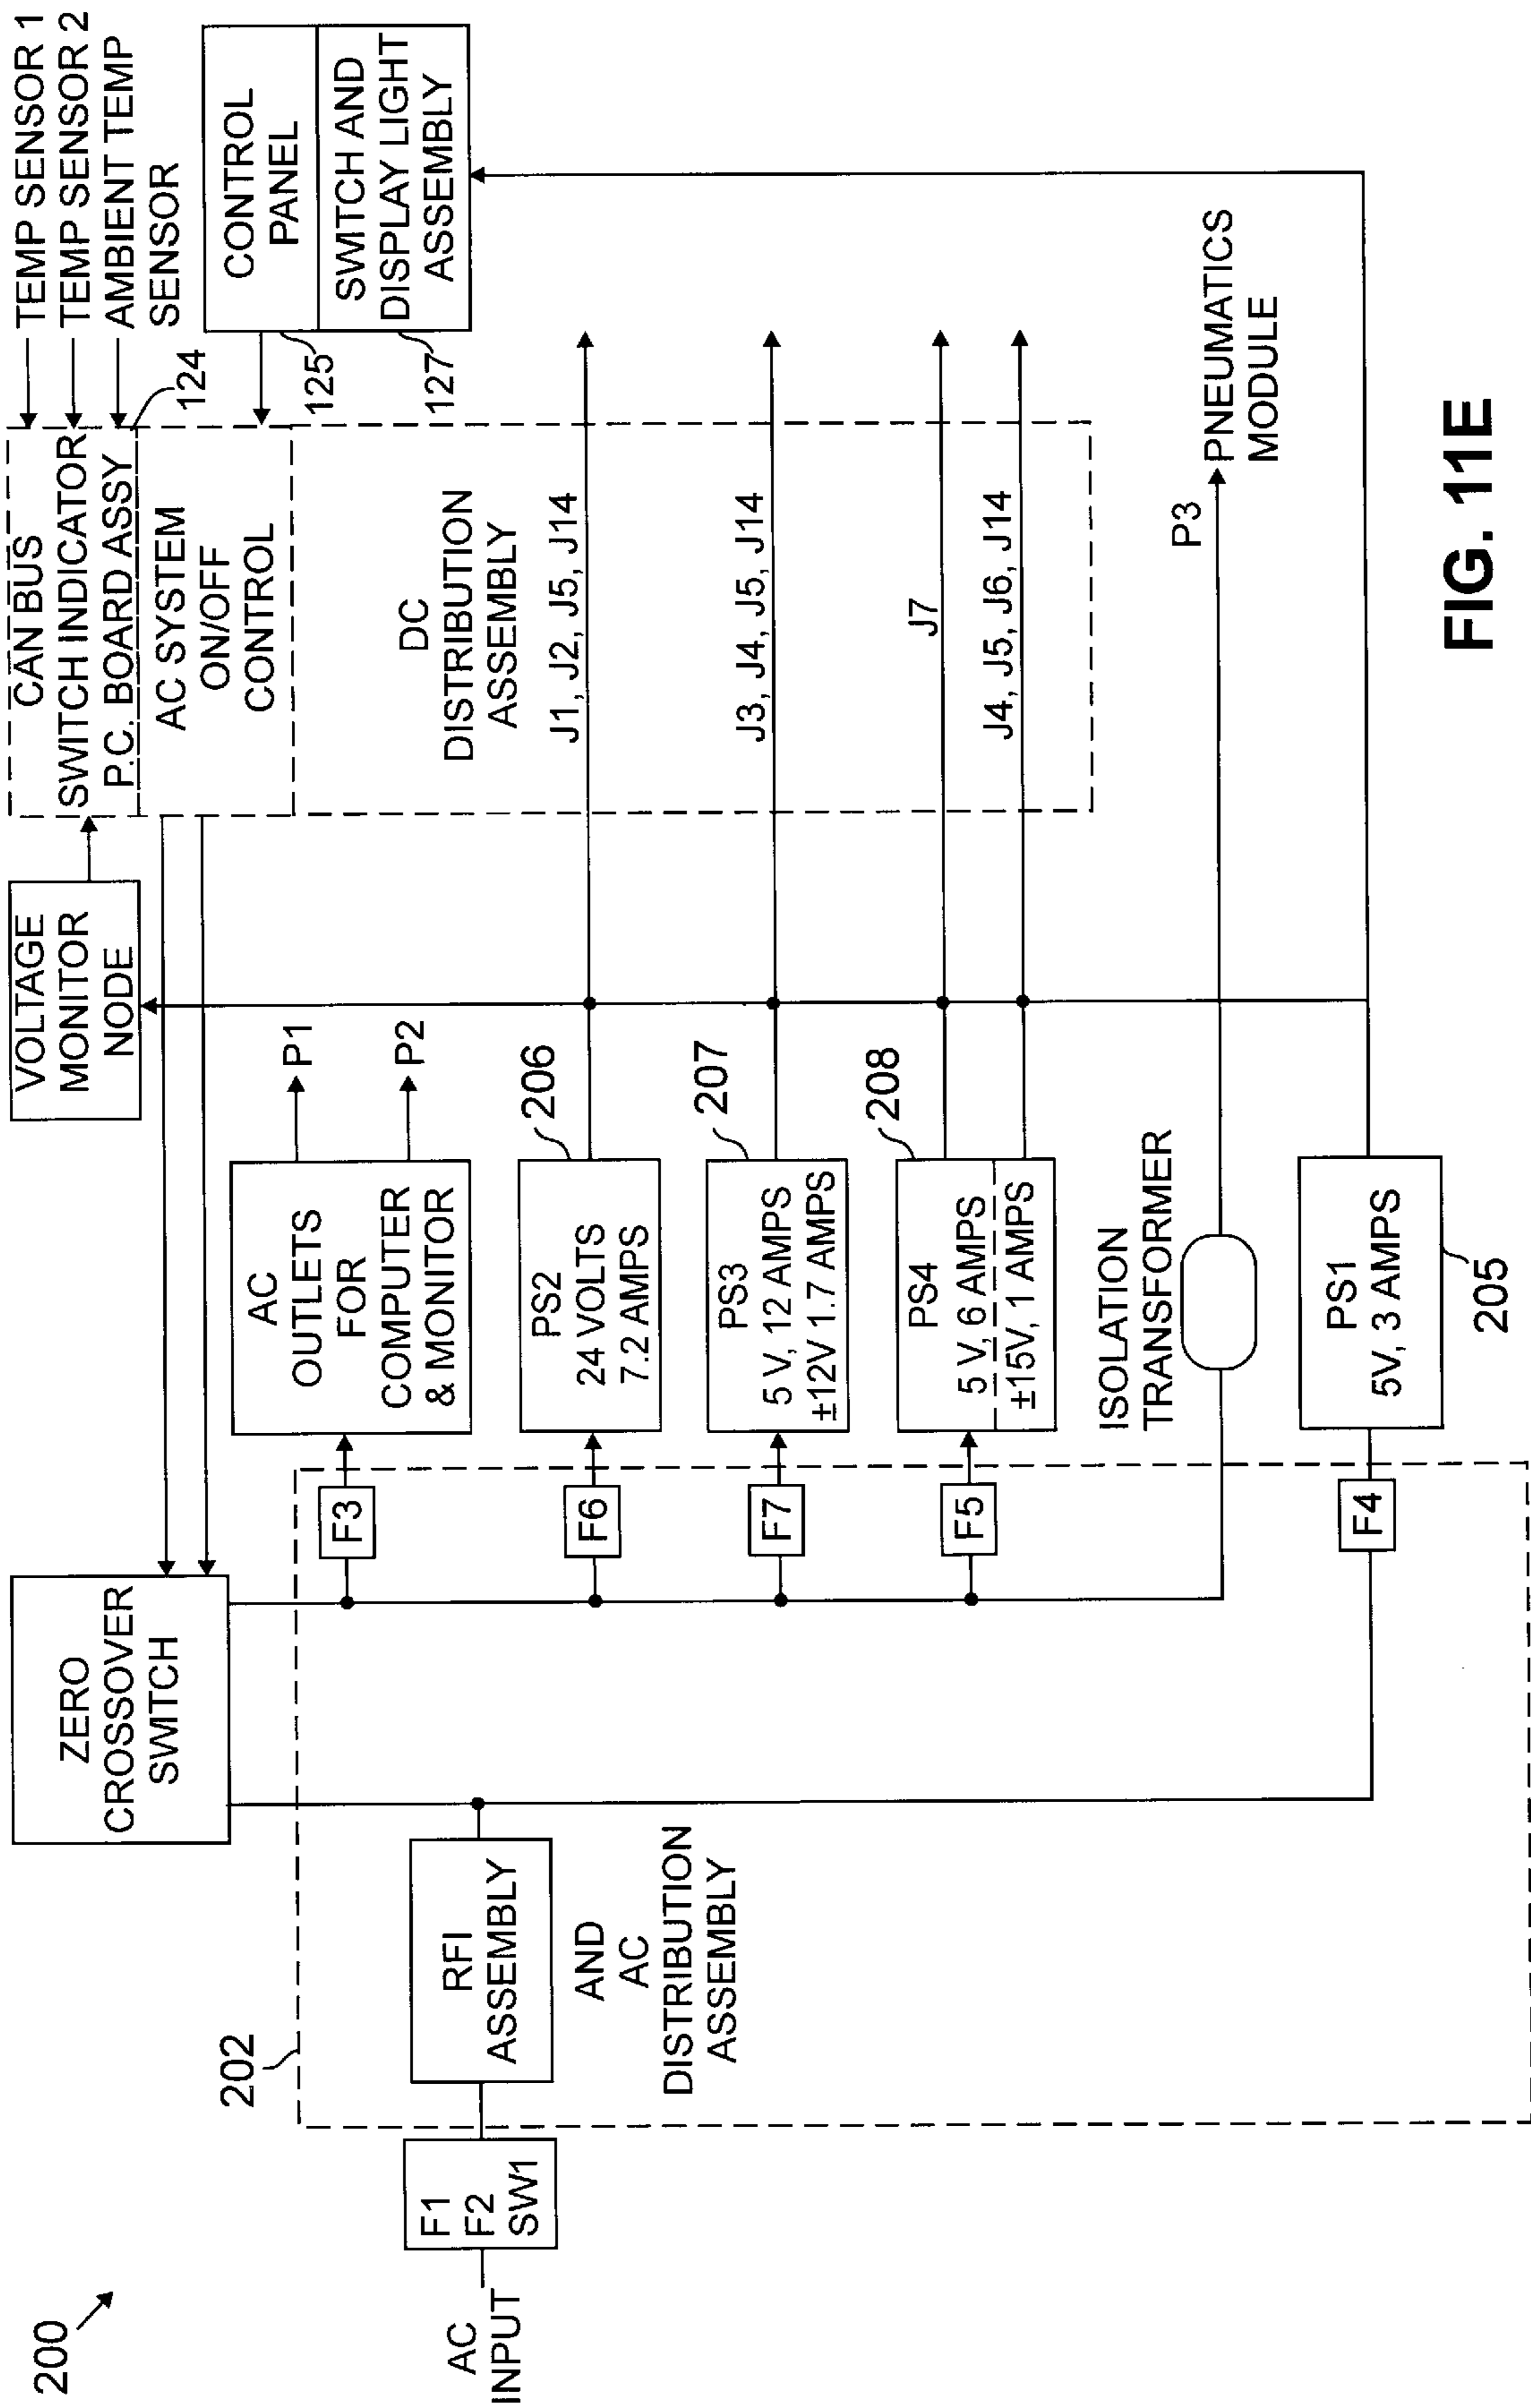 200
AC
INPUT
F1
F2
SW1
202
RFI
ASSEMBLY
AND
AC
DISTRIBUTION
ASSEMBLY
ZERO
CROSSOVER
SWITCH
F3
F6
F7
F5
F4
AC
OUTLETS
FOR
COMPUTER
& MONITOR
P1
P2
PS2
24 VOLTS
7.2 AMPS
206
PS3
5 V, 12 AMPS
±12V 1.7 AMPS
207
PS4
5 V, 6 AMPS
±15V, 1 AMPS
208
ISOLATION
TRANSFORMER
PS1
5V, 3 AMPS
205
VOLTAGE
MONITOR
NODE
CAN BUS
SWITCH INDICATOR
P.C. BOARD ASSY
124
AC SYSTEM
ON/OFF
CONTROL
DC
DISTRIBUTION
ASSEMBLY
J1, J2, J5, J14
J3, J4, J5, J14
J7
J4, J5, J6, J14
P3
PNEUMATICS
MODULE
TEMP SENSOR 1
TEMP SENSOR 2
AMBIENT TEMP
SENSOR
CONTROL
PANEL
125
SWITCH AND
DISPLAY LIGHT
ASSEMBLY
127
FIG. 11E